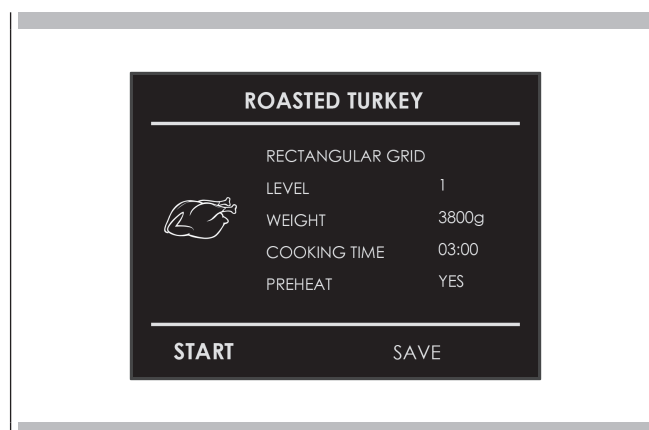 ROASTED TURKEY
RECTANGULAR GRID
LEVEL 1
WEIGHT 3800g
COOKING TIME 03:00
PREHEAT YES
START SAVE